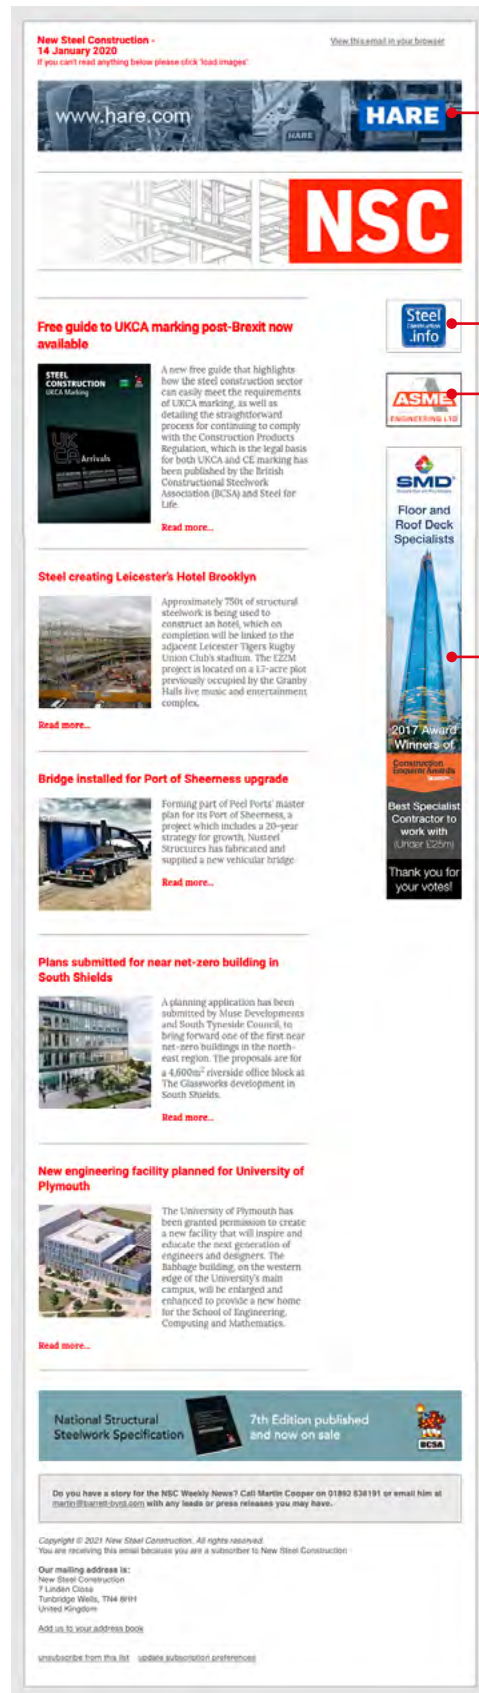 New Steel Construction -
14 January 2020
If you can't read anything below please click 'load images'.
View this email in your browser
www.hare.com
HARE
HARE
NSC
Free guide to UKCA marking post-Brexit now
available
STEEL
CONSTRUCTION
UKCA Marking
UK
CA
Arrivals
A new free guide that highlights
how the steel construction sector
can easily meet the requirements
of UKCA marking, as well as
detailing the straightforward
process for continuing to comply
with the Construction Products
Regulation, which is the legal basis
for both UKCA and CE marking has
been published by the British
Constructional Steelwork
Association (BCSA) and Steel for
Life.
Read more...
Steel creating Leicester's Hotel Brooklyn
Approximately 750t of structural
steelwork is being used to
construct an hotel, which on
completion will be linked to the
adjacent Leicester Tigers Rugby
Union Club's stadium. The £22M
project is located on a 1.7-acre plot
previously occupied by the Granby
Halls live music and entertainment
complex.
Read more...
Bridge installed for Port of Sheerness upgrade
Forming part of Peel Ports' master
plan for its Port of Sheerness, a
project which includes a 20-year
strategy for growth, Nusteel
Structures has fabricated and
supplied a new vehicular bridge
Read more...
Plans submitted for near net-zero building in
South Shields
A planning application has been
submitted by Muse Developments
and South Tyneside Council, to
bring forward one of the first near
net-zero buildings in the north-
east region. The proposals are for
a 4,600m² riverside office block at
The Glassworks development in
South Shields.
Read more...
New engineering facility planned for University of
Plymouth
The University of Plymouth has
been granted permission to create
a new facility that will inspire and
educate the next generation of
engineers and designers. The
Babbage building, on the western
edge of the University's main
campus, will be enlarged and
enhanced to provide a new home
for the School of Engineering,
Computing and Mathematics.
Read more...
Steel
Construction
.info
ASME
ENGINEERING LTD
SMD
Floor and
Roof Deck
Specialists
2017 Award
Winners of
Construction
Enquirer Awards
Best Specialist
Contractor to
work with
(Under £25m)
Thank you for
your votes!
National Structural
Steelwork Specification
7th Edition published
and now on sale
BCSA
Do you have a story for the NSC Weekly News? Call Martin Cooper on 01892 538191 or email him at
martin@barrett-byrd.com with any leads or press releases you may have.
Copyright © 2021 New Steel Construction, All rights reserved.
You are receiving this email because you are a subscriber to New Steel Construction
Our mailing address is:
New Steel Construction
7 Linden Close
Tunbridge Wells, TN4 8HH
United Kingdom
Add us to your address book
unsubscribe from this list update subscription preferences